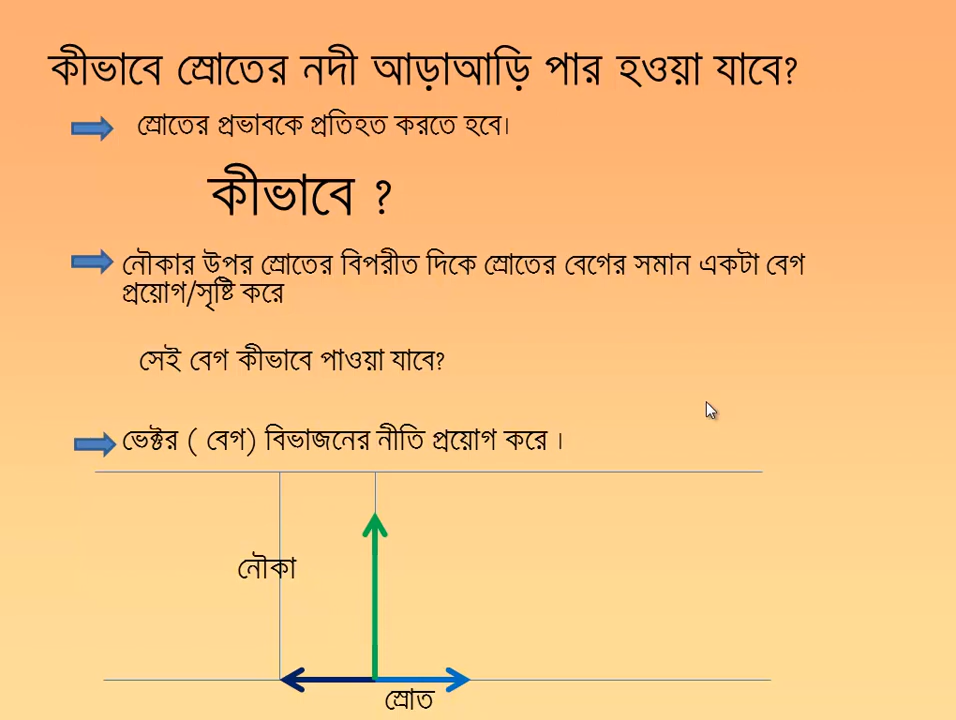 কীভাবে স্রোতের নদী আড়াআড়ি পার হওয়া যাবে?
স্রোতের প্রভাবকে প্রতিহত করতে হবে।
কীভাবে ?
নৌকার উপর স্রোতের বিপরীত দিকে স্রোতের বেগের সমান একটা বেগ
প্রয়োগ/সৃষ্টি করে
সেই বেগ কীভাবে পাওয়া যাবে?
ভেক্টর ( বেগ) বিভাজনের নীতি প্রয়োগ করে ।
নৌকা
স্রোত